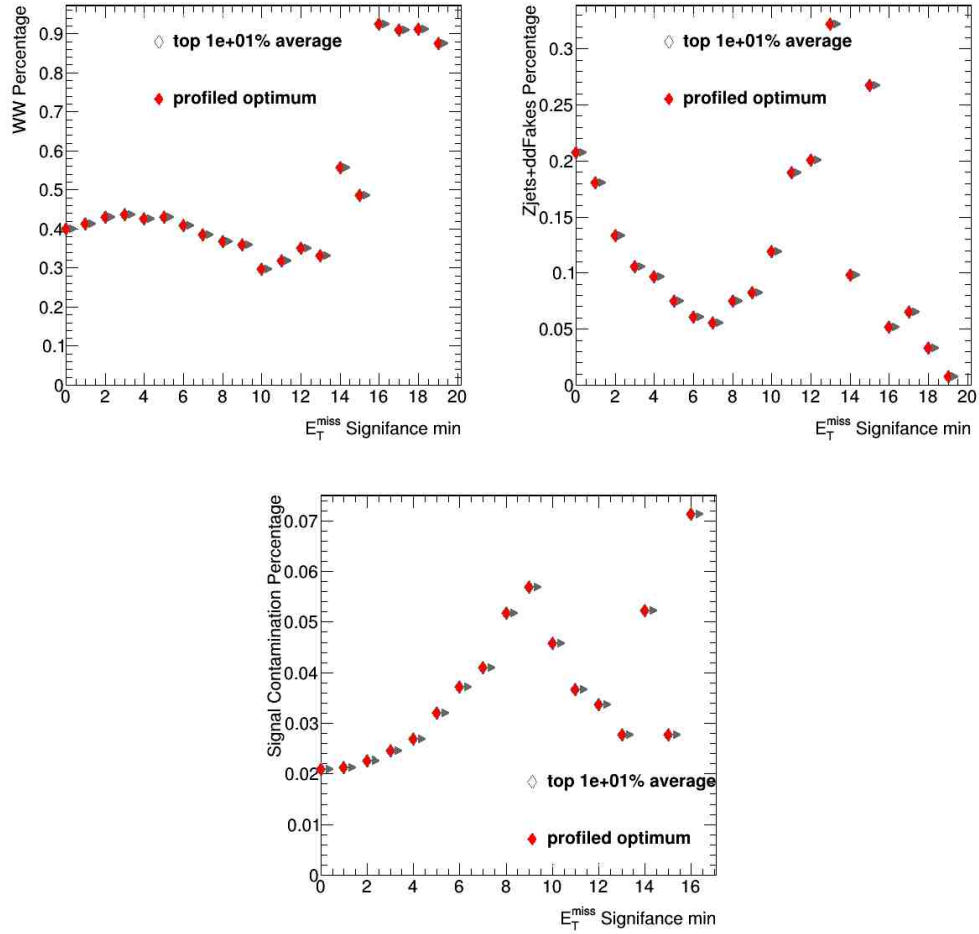 WW Percentage
0.9
0.8
0.7
0.6
0.5
0.4
0.3
0.2
0.1
0
top 1e+01% average
profiled optimum
0 2 4 6 8 10 12 14 16 18 20
E_T^miss Signifance min
Zjets+ddFakes Percentage
0.3
0.25
0.2
0.15
0.1
0.05
0
top 1e+01% average
profiled optimum
0 2 4 6 8 10 12 14 16 18 20
E_T^miss Signifance min
Signal Contamination Percentage
0.07
0.06
0.05
0.04
0.03
0.02
0.01
0
top 1e+01% average
profiled optimum
0 2 4 6 8 10 12 14 16
E_T^miss Signifance min